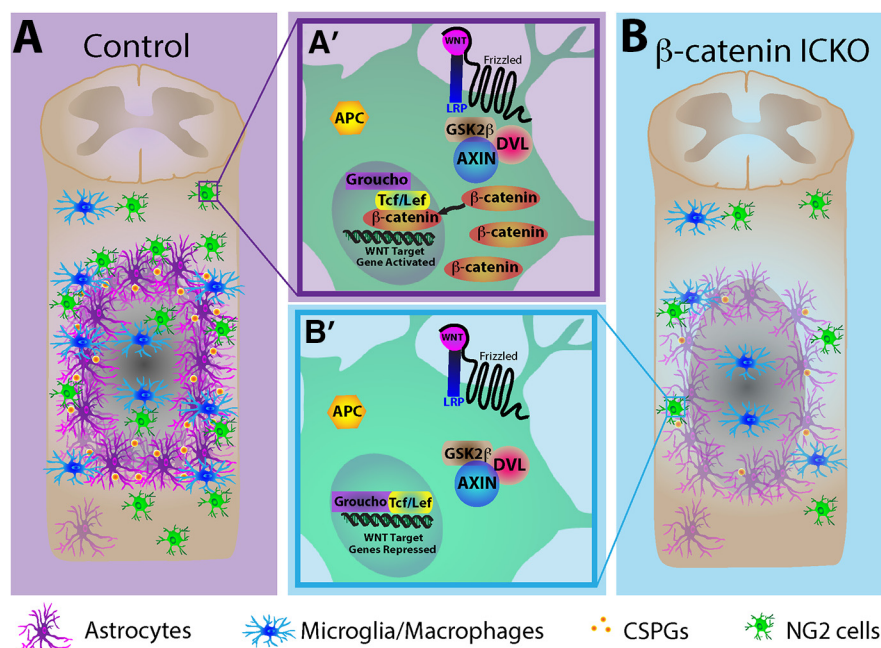 A
Control
A′
WNT
Frizzled
LRP
APC
GSK2β
DVL
AXIN
Groucho
Tcf/Lef
β-catenin
WNT Target
Gene Activated
β-catenin
β-catenin
β-catenin
B′
WNT
Frizzled
LRP
APC
GSK2β
DVL
AXIN
Groucho Tcf/Lef
WNT Target
Genes Repressed
B
β-catenin ICKO
Astrocytes
Microglia/Macrophages
CSPGs
NG2 cells